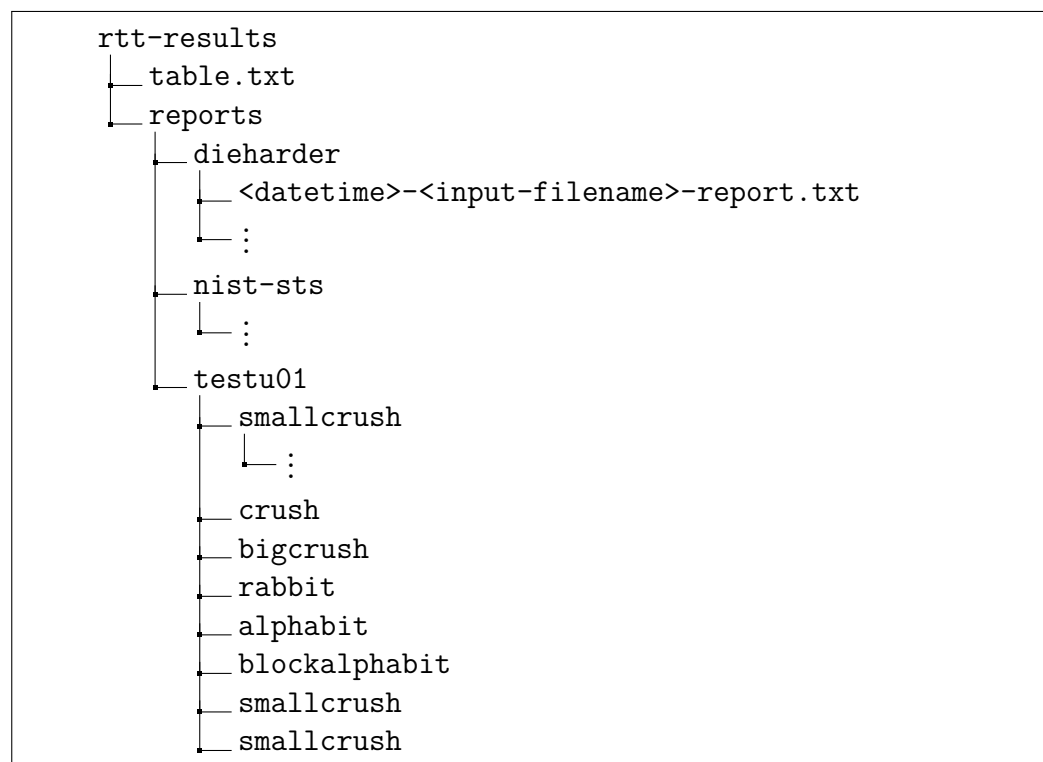 rtt-results
table.txt
reports
dieharder
<datetime>-<input-filename>-report.txt
⋮
nist-sts
⋮
testu01
smallcrush
⋮
crush
bigcrush
rabbit
alphabit
blockalphabit
smallcrush
smallcrush